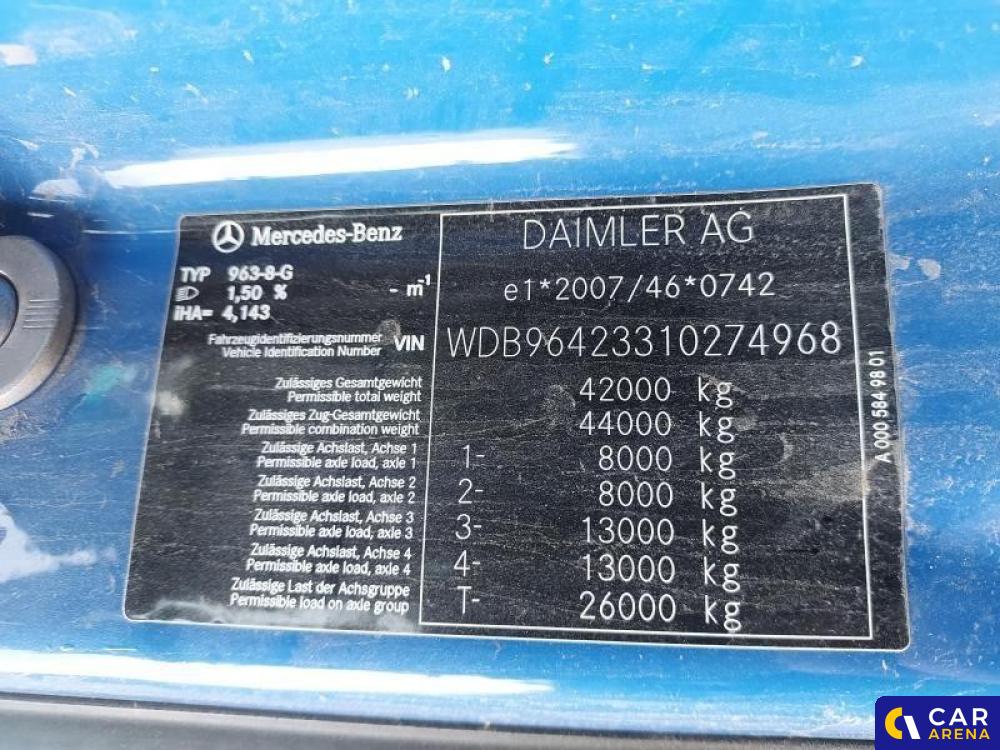 Mercedes-Benz
DAIMLER AG
TYP 963-8-G
1,50 % - m⁻¹
iHA= 4,143
e1*2007/46*0742
Fahrzeugidentifizierungsnummer
Vehicle Identification Number VIN WDB96423310274968
Zulässiges Gesamtgewicht
Permissible total weight 42000 kg
Zulässiges Zug-Gesamtgewicht
Permissible combination weight 44000 kg
Zulässige Achslast, Achse 1
Permissible axle load, axle 1 1- 8000 kg
Zulässige Achslast, Achse 2
Permissible axle load, axle 2 2- 8000 kg
Zulässige Achslast, Achse 3
Permissible axle load, axle 3 3- 13000 kg
Zulässige Achslast, Achse 4
Permissible axle load, axle 4 4- 13000 kg
Zulässige Last der Achsgruppe
Permissible load on axle group T- 26000 kg
A 000 584 98 01
CAR
ARENA